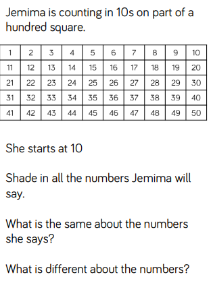 Jemima is counting in 10s on part of a
hundred square.
1 2 3 4 5 6 7 8 9 10
11 12 13 14 15 16 17 18 19 20
21 22 23 24 25 26 27 28 29 30
31 32 33 34 35 36 37 38 39 40
41 42 43 44 45 46 47 48 49 50
She starts at 10
Shade in all the numbers Jemima will
say.
What is the same about the numbers
she says?
What is different about the numbers?